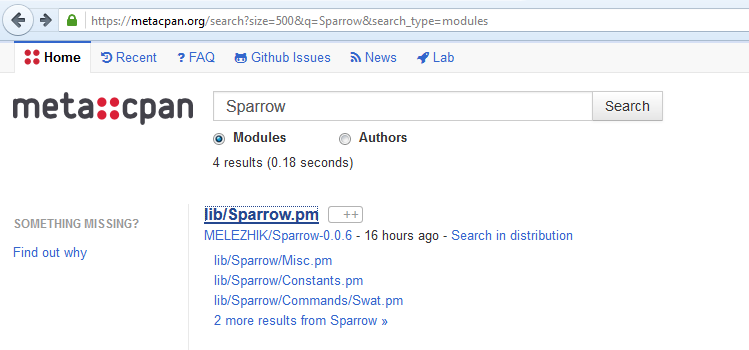 https://metacpan.org/search?size=500&q=Sparrow&search_type=modules
Home Recent ? FAQ Github Issues News Lab
meta::cpan
Sparrow Search
Modules Authors
4 results (0.18 seconds)
SOMETHING MISSING?
Find out why
lib/Sparrow.pm ++
MELEZHIK/Sparrow-0.0.6 - 16 hours ago - Search in distribution
lib/Sparrow/Misc.pm
lib/Sparrow/Constants.pm
lib/Sparrow/Commands/Swat.pm
2 more results from Sparrow »